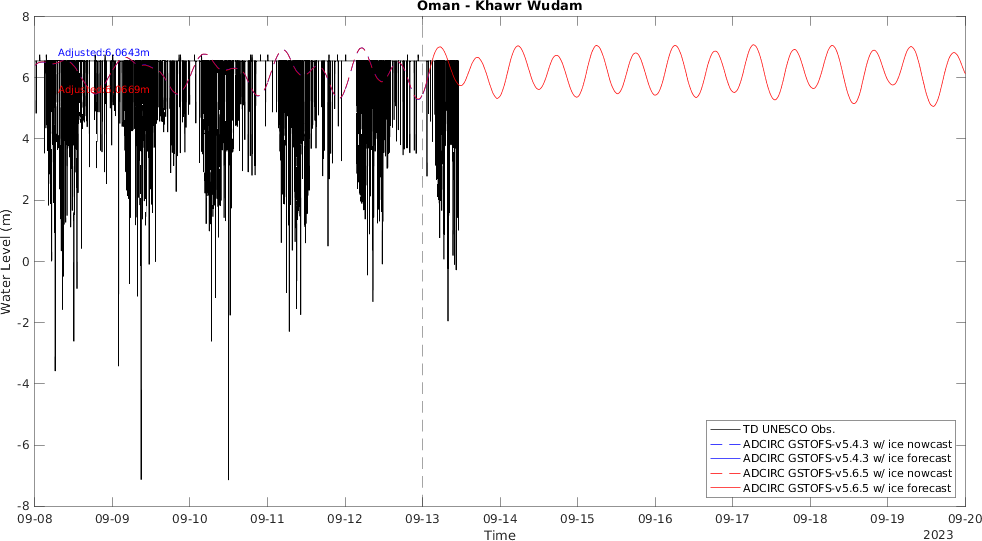 Oman - Khawr Wudam
8
6
4
2
0
-2
-4
-6
-8
Water Level (m)
Adjusted:6.0643m
Adjusted:6.0669m
TD UNESCO Obs.
ADCIRC GSTOFS-v5.4.3 w/ ice nowcast
ADCIRC GSTOFS-v5.4.3 w/ ice forecast
ADCIRC GSTOFS-v5.6.5 w/ ice nowcast
ADCIRC GSTOFS-v5.6.5 w/ ice forecast
09-08 09-09 09-10 09-11 09-12 09-13 09-14 09-15 09-16 09-17 09-18 09-19 09-20
Time
2023